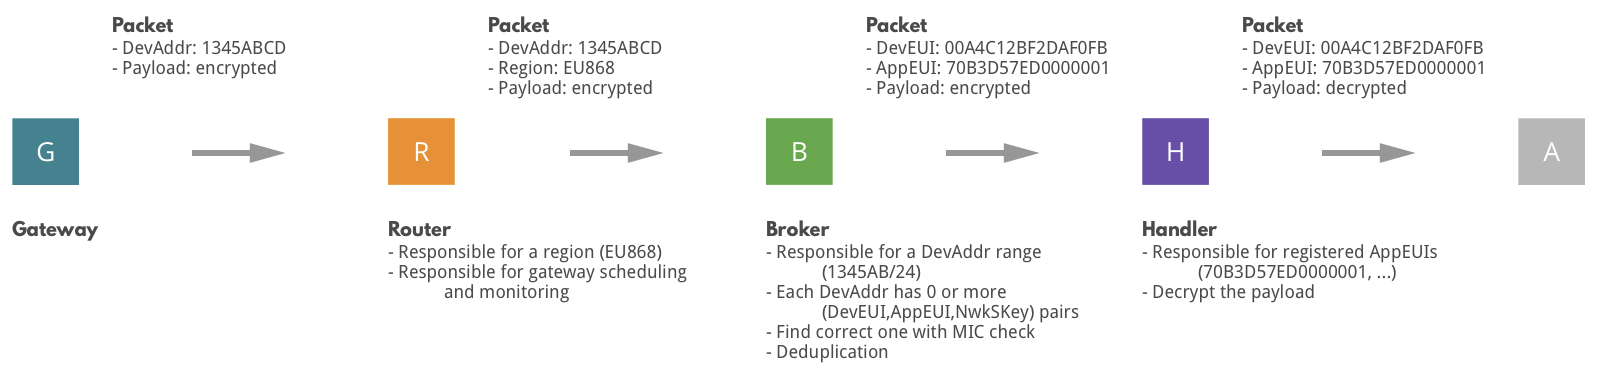 Packet
- DevAddr: 1345ABCD
- Payload: encrypted
Packet
- DevAddr: 1345ABCD
- Region: EU868
- Payload: encrypted
Packet
- DevEUI: 00A4C12BF2DAF0FB
- AppEUI: 70B3D57ED0000001
- Payload: encrypted
Packet
- DevEUI: 00A4C12BF2DAF0FB
- AppEUI: 70B3D57ED0000001
- Payload: decrypted
G
R
B
H
A
Gateway
Router
- Responsible for a region (EU868)
- Responsible for gateway scheduling
and monitoring
Broker
- Responsible for a DevAddr range
(1345AB/24)
- Each DevAddr has 0 or more
(DevEUI,AppEUI,NwkSKey) pairs
- Find correct one with MIC check
- Deduplication
Handler
- Responsible for registered AppEUIs
(70B3D57ED0000001, ...)
- Decrypt the payload